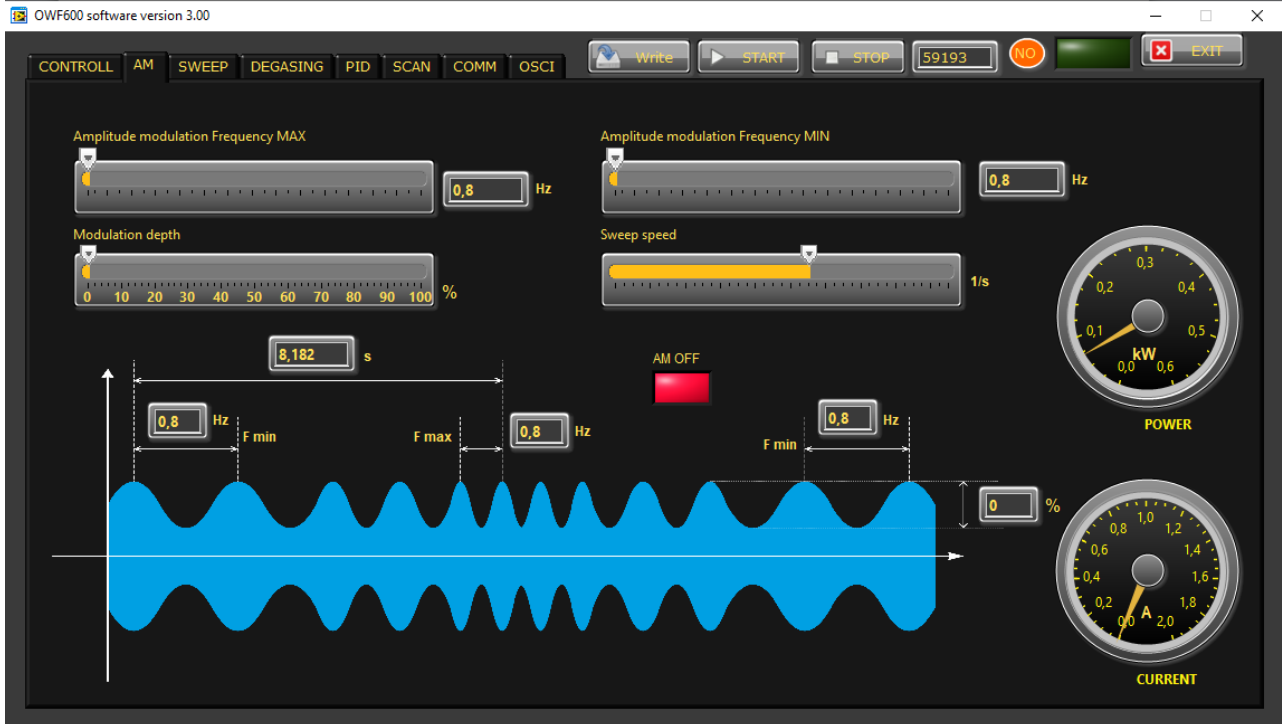 OWF600 software version 3.00
CONTROLL AM SWEEP DEGASING PID SCAN COMM OSCI Write START STOP 59193 NO EXIT
Amplitude modulation Frequency MAX
0,8 Hz
Amplitude modulation Frequency MIN
0,8 Hz
Modulation depth
0 10 20 30 40 50 60 70 80 90 100 %
Sweep speed
1/s
8,182 s
AM OFF
0,8 Hz
F min
F max
0,8 Hz
F min
0,8 Hz
0 %
0,0 0,1 0,2 0,3 0,4 0,5 0,6
kW
POWER
0,0 0,2 0,4 0,6 0,8 1,0 1,2 1,4 1,6 1,8 2,0
A
CURRENT